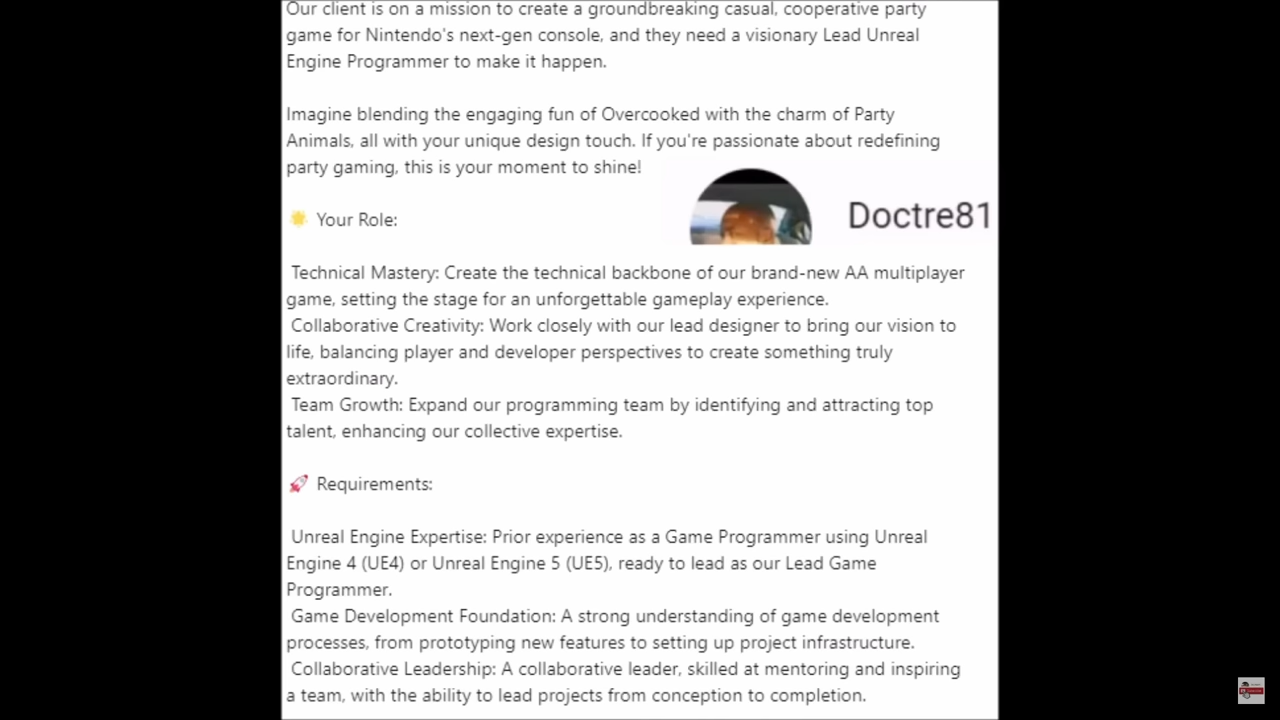 Our client is on a mission to create a groundbreaking casual, cooperative party
game for Nintendo's next-gen console, and they need a visionary Lead Unreal
Engine Programmer to make it happen.
Imagine blending the engaging fun of Overcooked with the charm of Party
Animals, all with your unique design touch. If you're passionate about redefining
party gaming, this is your moment to shine!
Your Role:
Doctre81
Technical Mastery: Create the technical backbone of our brand-new AA multiplayer
game, setting the stage for an unforgettable gameplay experience.
Collaborative Creativity: Work closely with our lead designer to bring our vision to
life, balancing player and developer perspectives to create something truly
extraordinary.
Team Growth: Expand our programming team by identifying and attracting top
talent, enhancing our collective expertise.
🚀 Requirements:
Unreal Engine Expertise: Prior experience as a Game Programmer using Unreal
Engine 4 (UE4) or Unreal Engine 5 (UE5), ready to lead as our Lead Game
Programmer.
Game Development Foundation: A strong understanding of game development
processes, from prototyping new features to setting up project infrastructure.
Collaborative Leadership: A collaborative leader, skilled at mentoring and inspiring
a team, with the ability to lead projects from conception to completion.